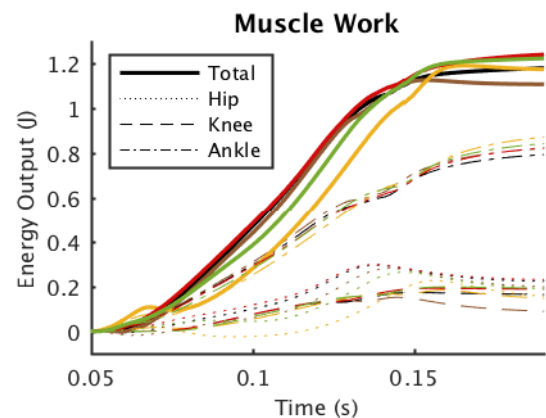 Muscle Work
Energy Output (J)
1.2
1
0.8
0.6
0.4
0.2
0
Total
Hip
Knee
Ankle
0.05
0.1
0.15
Time (s)